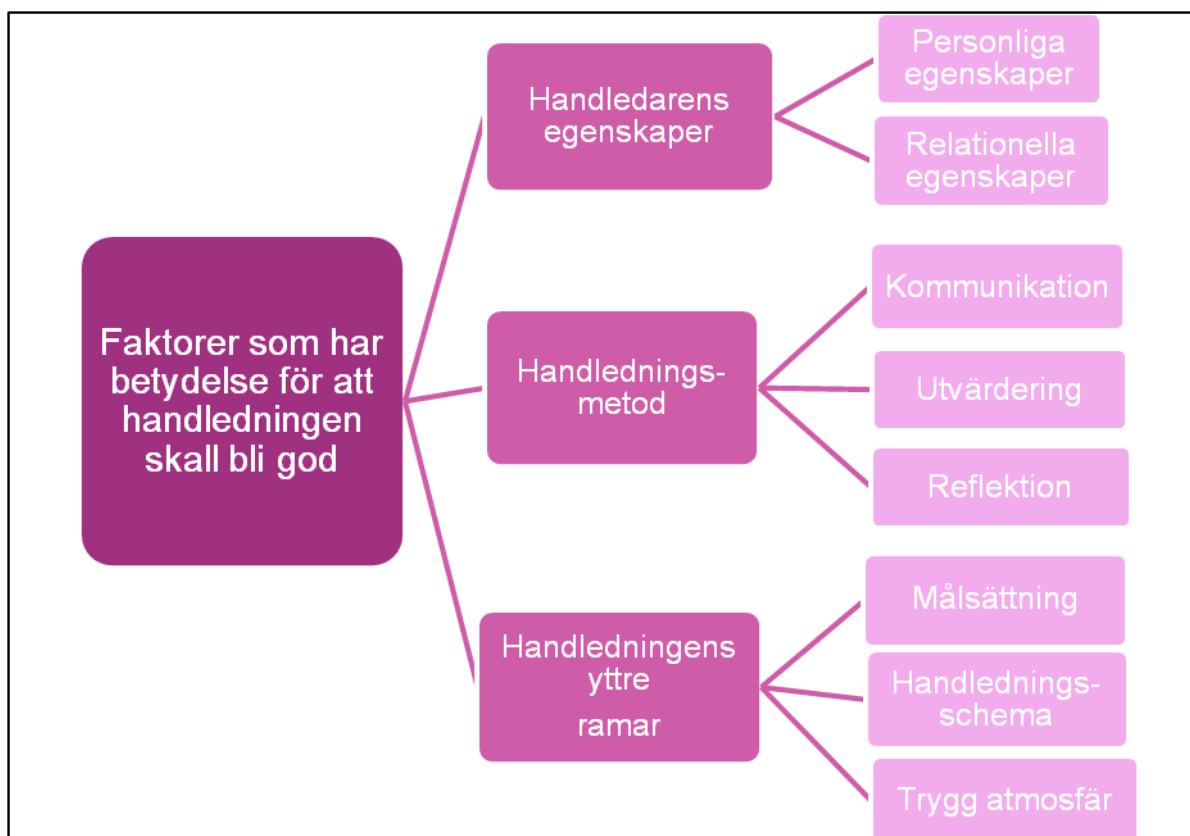 Faktorer som har
betydelse för att
handledningen
skall bli god
Handledarens
egenskaper
Personliga
egenskaper
Relationella
egenskaper
Handlednings-
metod
Kommunikation
Utvärdering
Reflektion
Handledningens
yttre
ramar
Målsättning
Handlednings-
schema
Trygg atmosfär